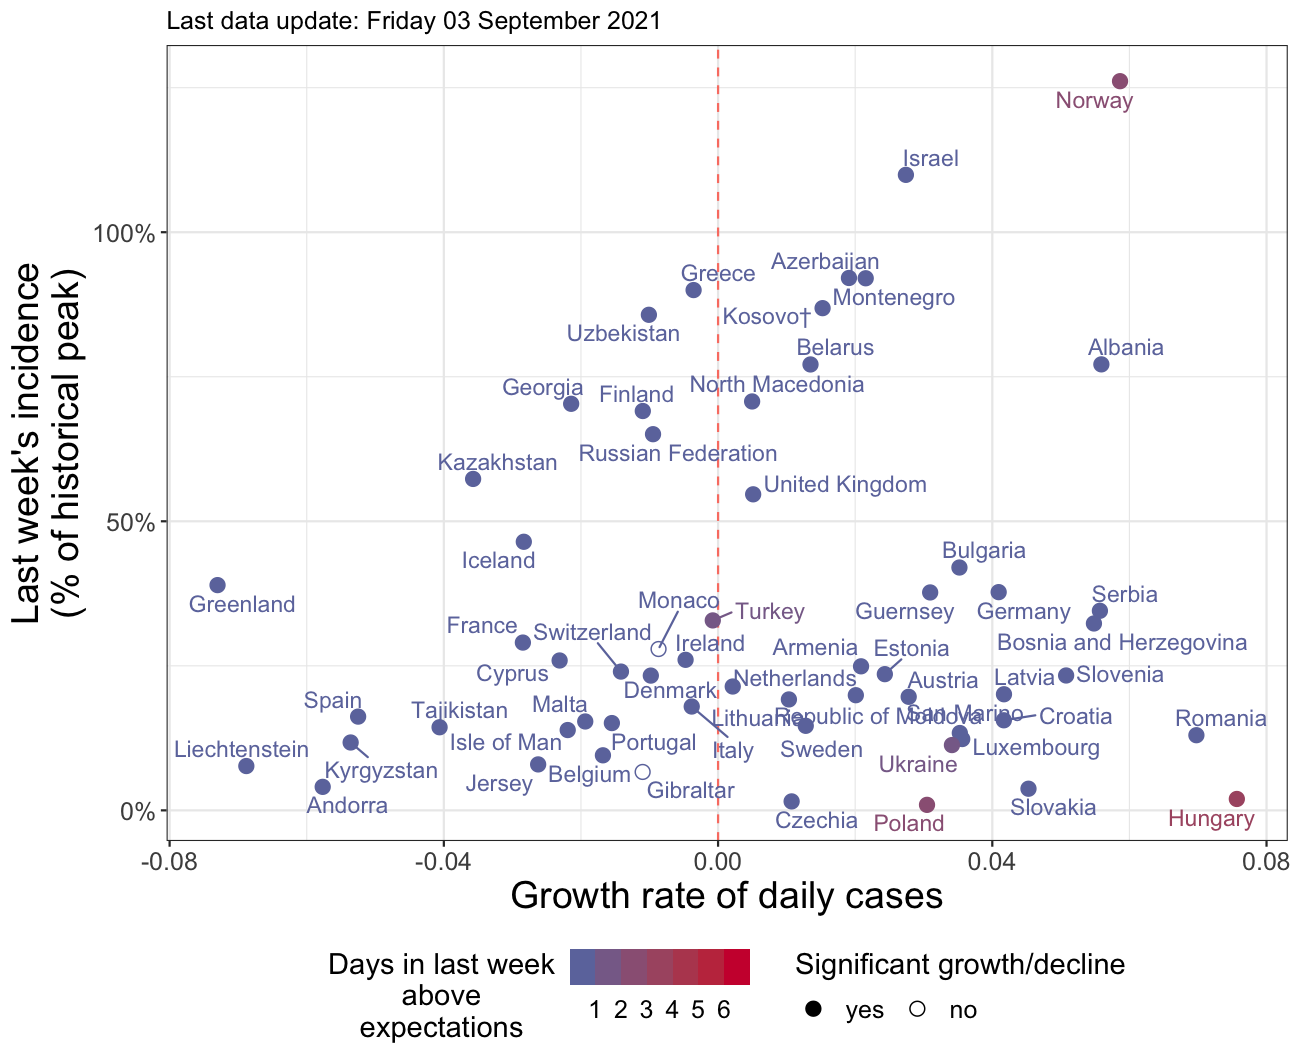 Last data update: Friday 03 September 2021
Norway
Israel
100%
Azerbaijan
Greece
Montenegro
Kosovo†
Uzbekistan
Belarus
Albania
North Macedonia
Georgia
Finland
Russian Federation
Kazakhstan
United Kingdom
50%
Bulgaria
Iceland
Serbia
Monaco
Greenland
Turkey
Guernsey
Germany
France
Switzerland
Ireland
Bosnia and Herzegovina
Armenia
Estonia
Cyprus
Netherlands
Latvia
Slovenia
Denmark
Austria
Spain
Malta
Tajikistan
Lithuania
Republic of Moldova
San Marino
Croatia
Romania
Isle of Man
Portugal
Liechtenstein
Italy
Sweden
Luxembourg
Kyrgyzstan
Belgium
Ukraine
Jersey
Gibraltar
Andorra
Slovakia
0%
Czechia
Poland
Hungary
-0.08
-0.04
0.00
0.04
0.08
Last week's incidence
(% of historical peak)
Growth rate of daily cases
Days in last week
above
expectations
1 2 3 4 5 6
Significant growth/decline
yes no